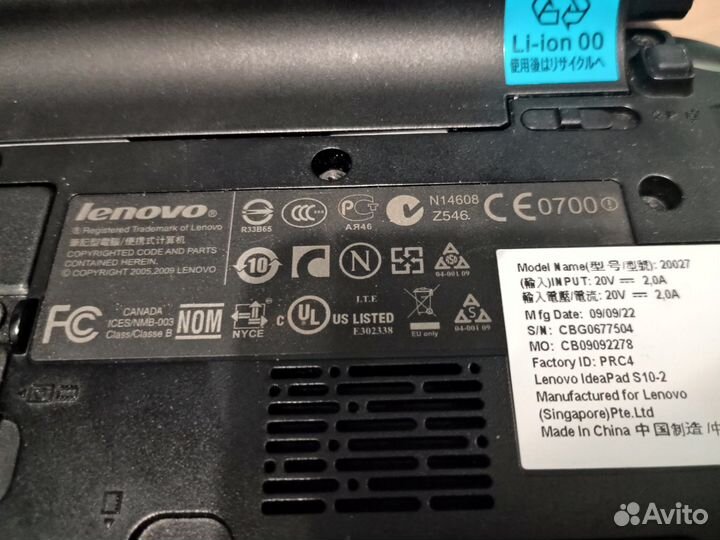 Li-ion 00
使用後はリサイクルへ
lenovo®
® Registered Trademark of Lenovo
筆記型電腦/便携式计算机
COPYRIGHTED CODE AND PARTS
CONTAINED HEREIN.
© COPYRIGHT 2005,2009 LENOVO
R33B65
CCC
PC
АЯ46
N14608
Z546.
CE0700
10
N
04-001 09
FC
CANADA
ICES/NMB-003
Class/Classe B
NOM
NYCE
c UL US LISTED
I.T.E
E302338
EU only
S
04-001 09
Model Name(型号/型號): 20027
(輸入)INPUT: 20V 2,0A
輸入電壓/電流: 20V 2,0A
Mfg Date: 09/09/22
S/N: CBG0677504
MO: CB09092278
Factory ID: PRC4
Lenovo IdeaPad S10-2
Manufactured for Lenovo
(Singapore)Pte.Ltd
Made In China 中国制造/中
Avito